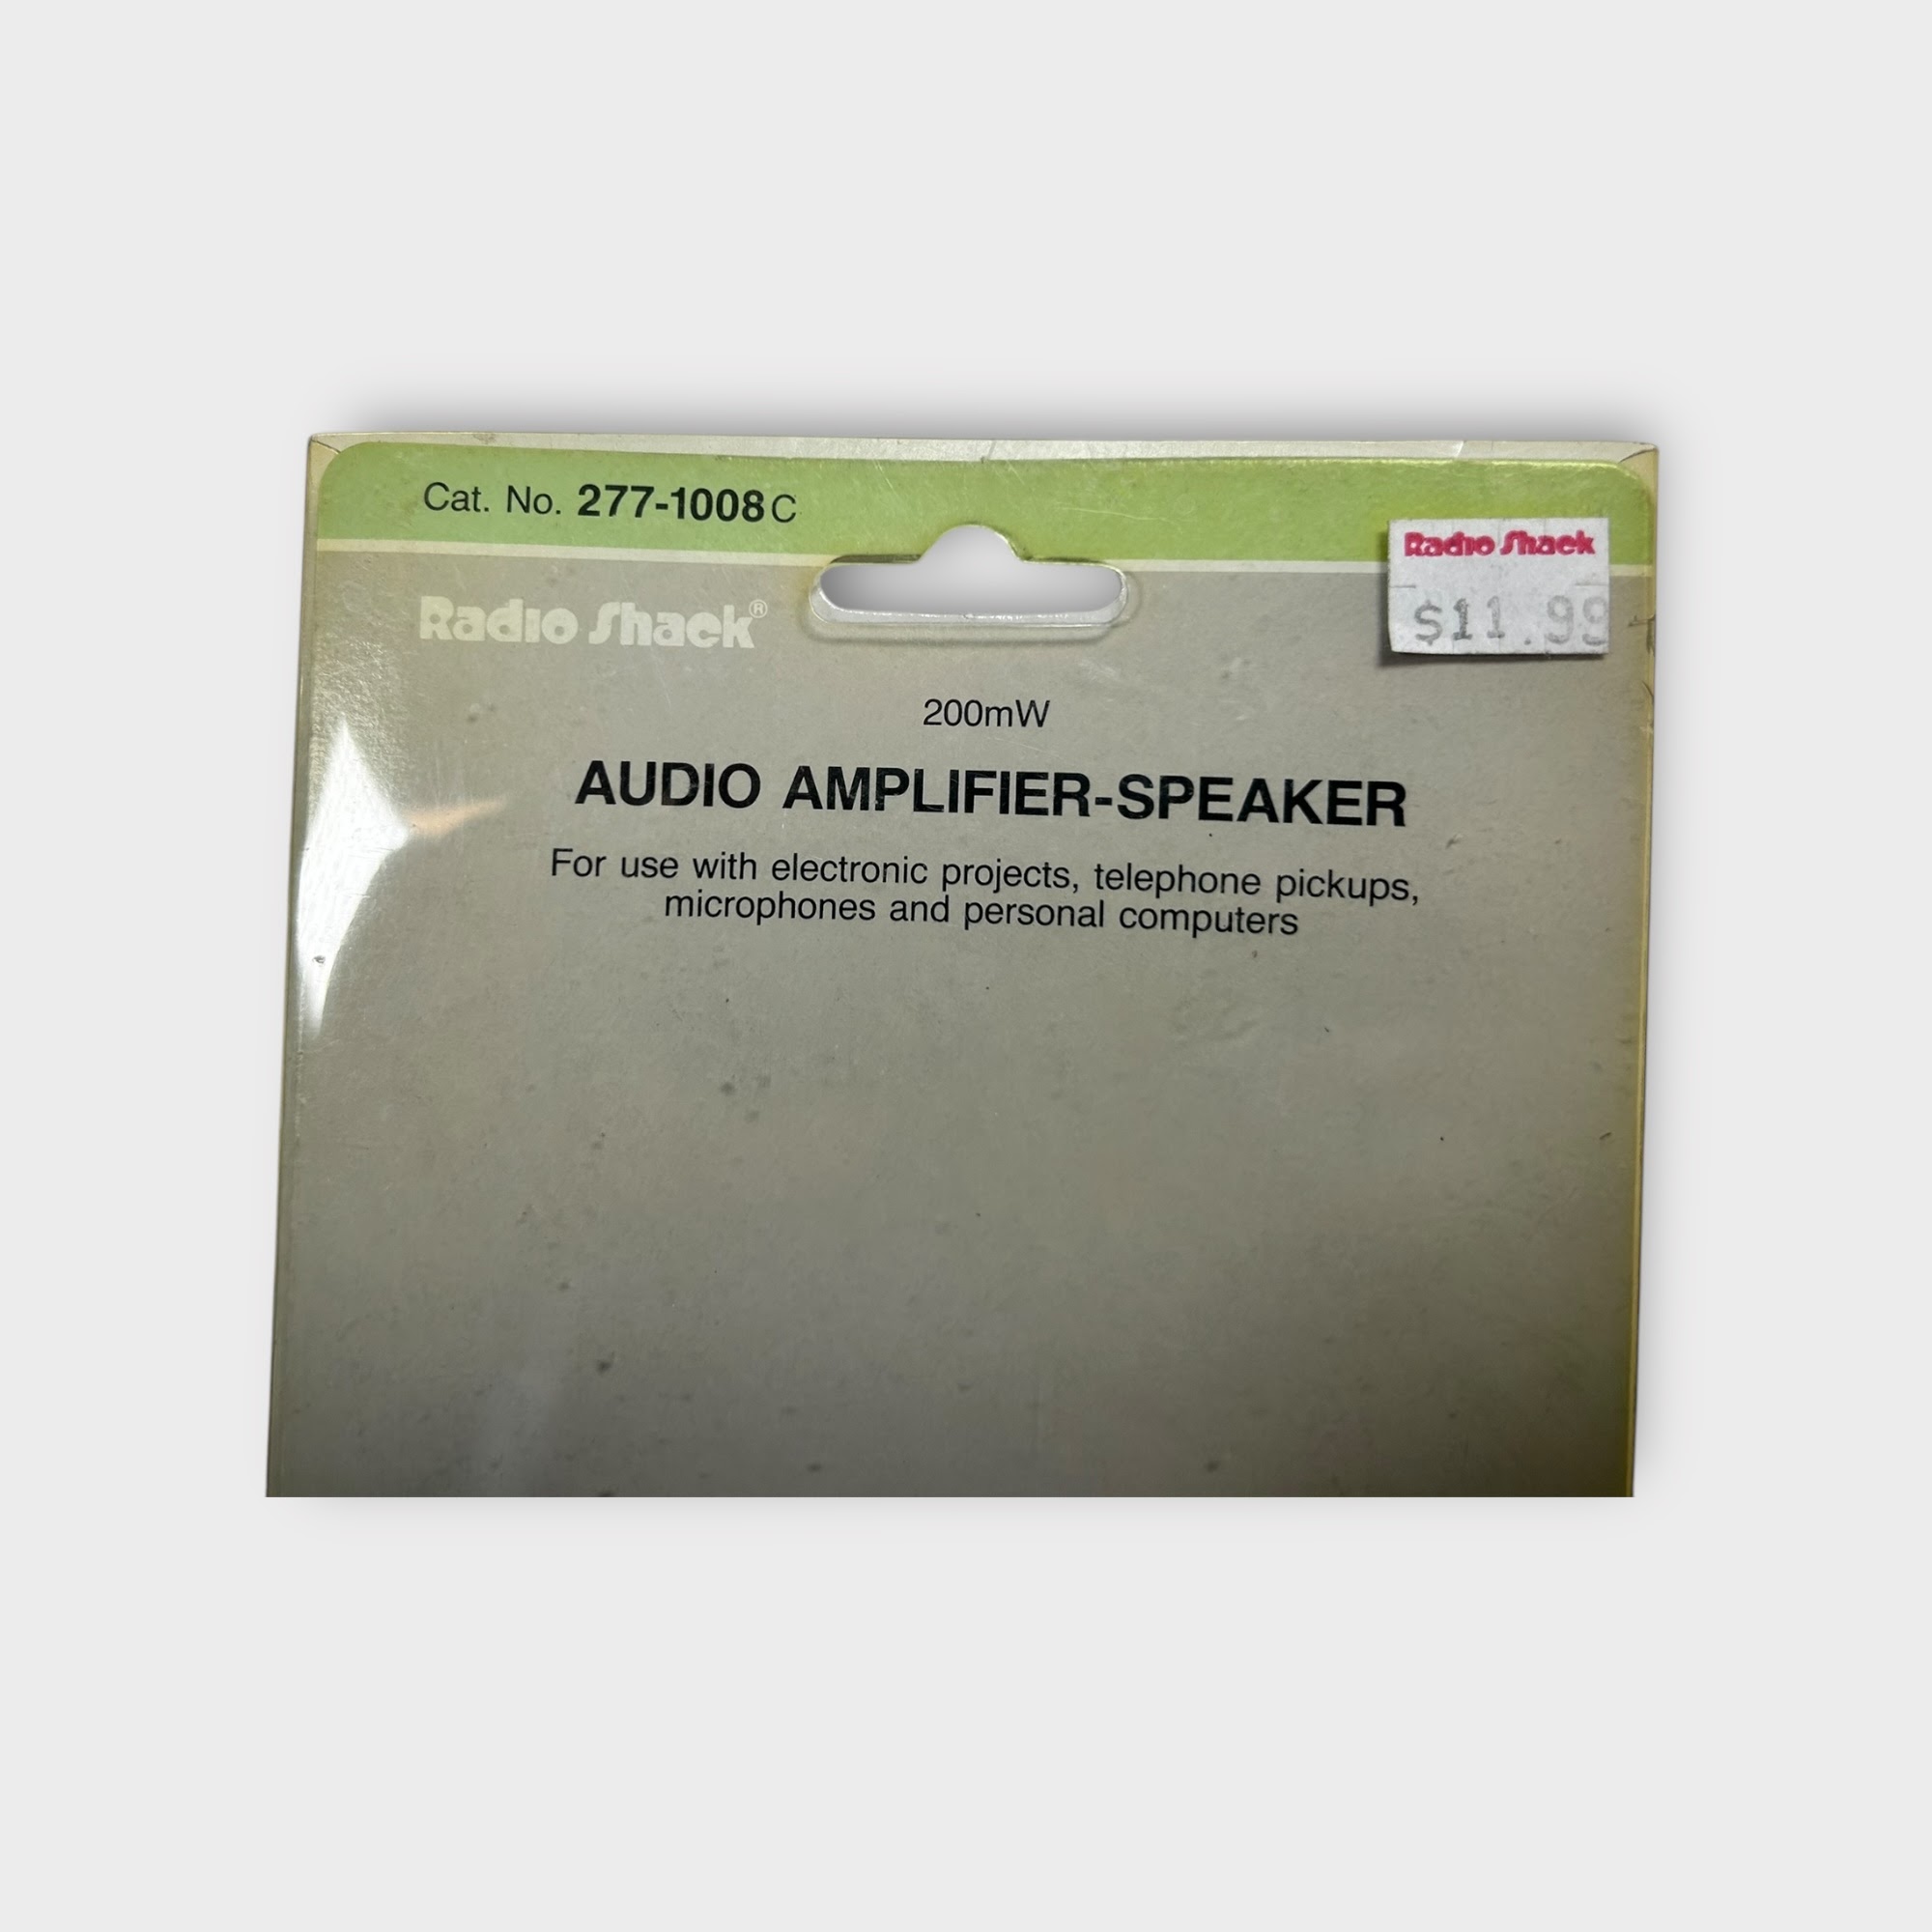 Cat. No. 277-1008C
Radio Shack
$11.99
Radio Shack®
200mW
AUDIO AMPLIFIER-SPEAKER
For use with electronic projects, telephone pickups,
microphones and personal computers